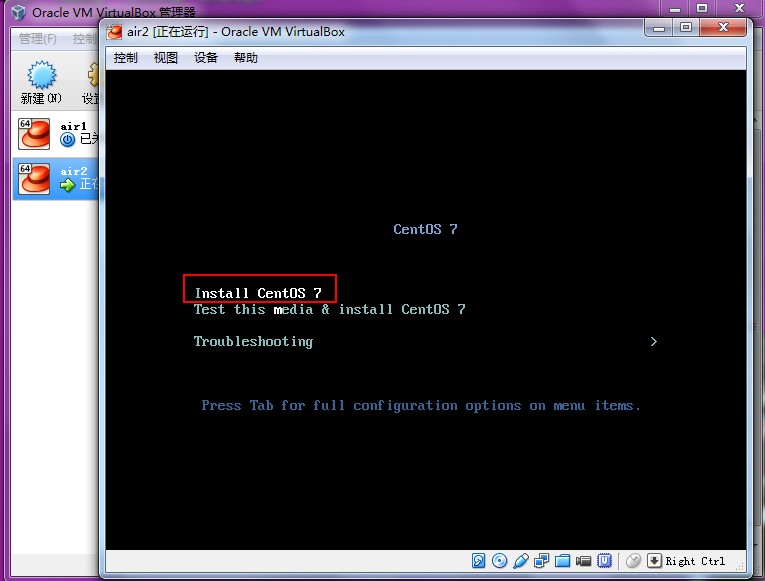 Oracle VM VirtualBox 管理器
air2 [正在运行] - Oracle VM VirtualBox
管理(F) 控制
控制 视图 设备 帮助
新建(N) 设置
64 air1
已关
64 air2
正在
CentOS 7
Install CentOS 7
Test this media & install CentOS 7
Troubleshooting >
Press Tab for full configuration options on menu items.
Right Ctrl